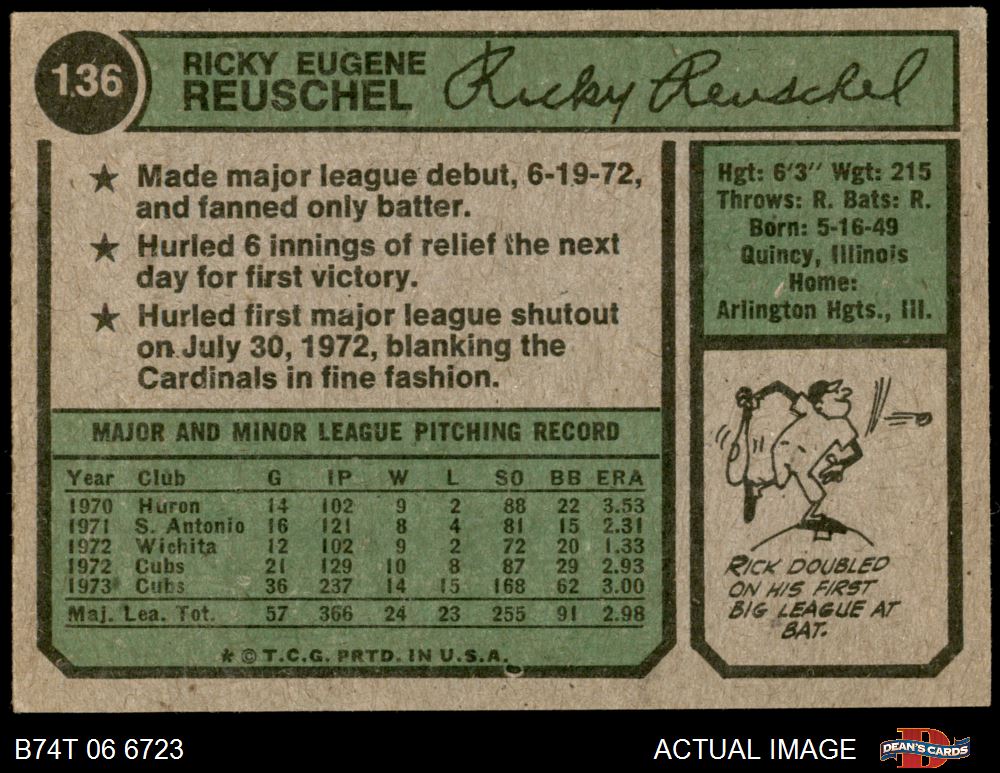 136
RICKY EUGENE
REUSCHEL
Ricky Reuschel
★ Made major league debut, 6-19-72,
and fanned only batter.
★ Hurled 6 innings of relief the next
day for first victory.
★ Hurled first major league shutout
on July 30, 1972, blanking the
Cardinals in fine fashion.
Hgt: 6'3" Wgt: 215
Throws: R. Bats: R.
Born: 5-16-49
Quincy, Illinois
Home:
Arlington Hgts., Ill.
MAJOR AND MINOR LEAGUE PITCHING RECORD
Year Club G IP W L SO BB ERA
1970 Huron 14 102 9 2 88 22 3.53
1971 S. Antonio 16 121 8 4 81 15 2.31
1972 Wichita 12 102 9 2 72 20 1.33
1972 Cubs 21 129 10 8 87 29 2.93
1973 Cubs 36 237 14 15 168 62 3.00
Maj. Lea. Tot. 57 366 24 23 255 91 2.98
* © T.C.G. PRTD. IN U.S.A.
RICK DOUBLED
ON HIS FIRST
BIG LEAGUE AT
BAT.
B74T 06 6723
ACTUAL IMAGE
D
DEAN'S CARDS